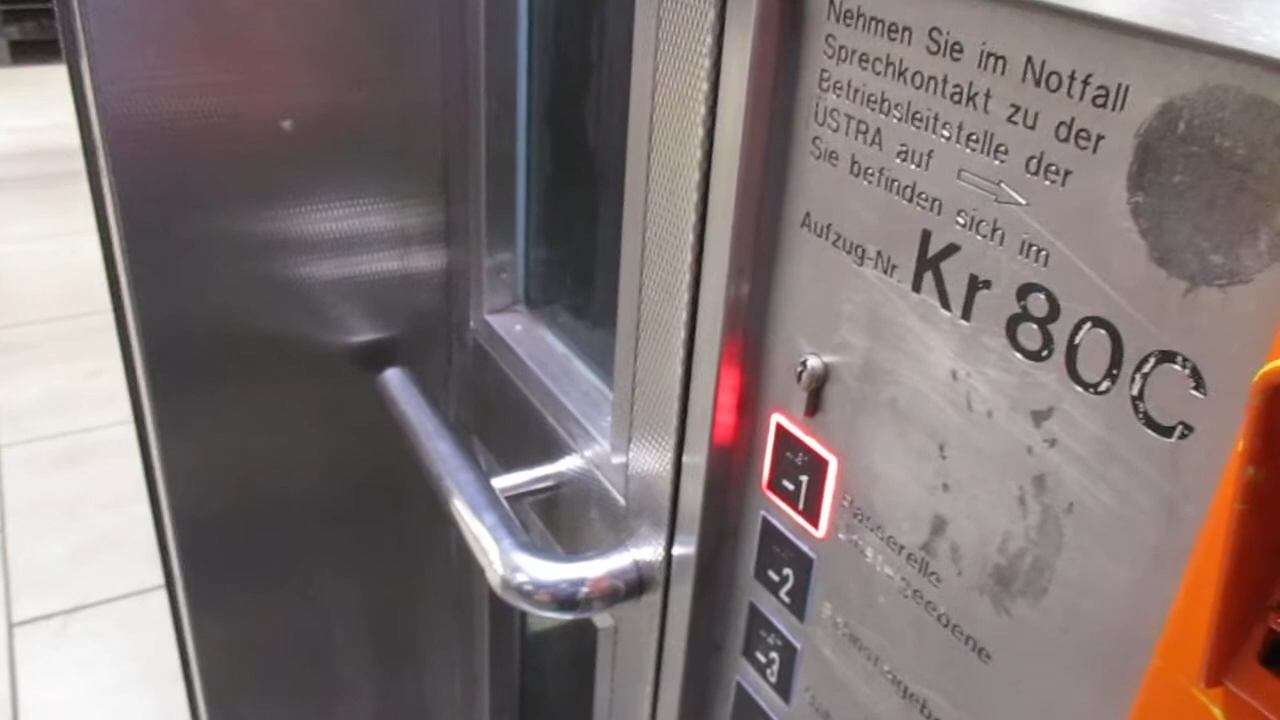 Nehmen Sie im Notfall
Sprechkontakt zu der
Betriebsleitstelle der
ÜSTRA auf
Sie befinden sich im
Aufzug-Nr. Kr 80C
-1 Passerelle
-2
-3